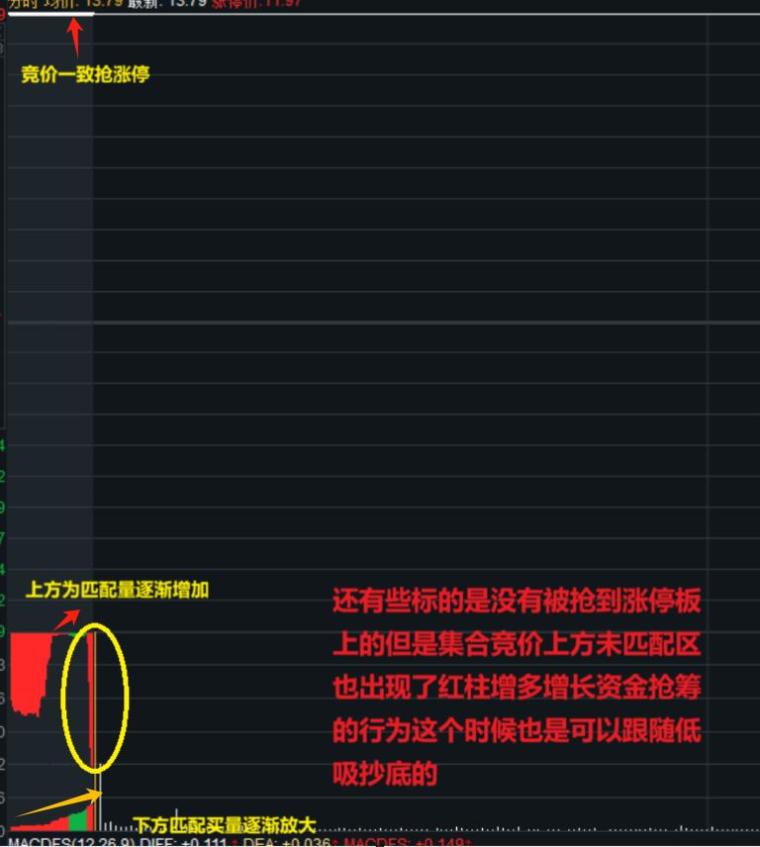 分时 均价: 13.79 最新: 13.79 涨停价:11.97
竞价一致抢涨停
上方为匹配量逐渐增加
还有些标的是没有被抢到涨停板
上的但是集合竞价上方未匹配区
也出现了红柱增多增长资金抢筹
的行为这个时候也是可以跟随低
吸抄底的
下方匹配买量逐渐放大
MACDFS(12,26,9) DIFF: +0.111↑ DEA: +0.036↑ MACDFS: +0.149↑